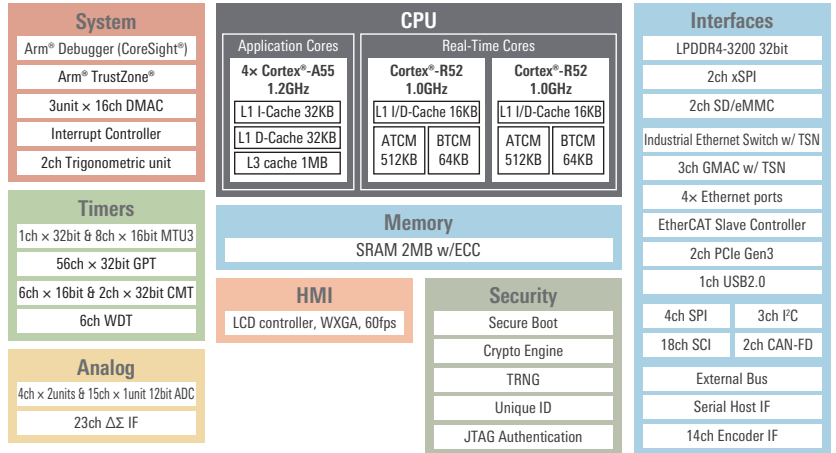 System
Arm® Debugger (CoreSight®)
Arm® TrustZone®
3unit × 16ch DMAC
Interrupt Controller
2ch Trigonometric unit
Timers
1ch × 32bit & 8ch × 16bit MTU3
56ch × 32bit GPT
6ch × 16bit & 2ch × 32bit CMT
6ch WDT
Analog
4ch × 2units & 15ch × 1unit 12bit ADC
23ch ΔΣ IF
CPU
Application Cores
4× Cortex®-A55
1.2GHz
L1 I-Cache 32KB
L1 D-Cache 32KB
L3 cache 1MB
Real-Time Cores
Cortex®-R52
1.0GHz
L1 I/D-Cache 16KB
ATCM
512KB
BTCM
64KB
Cortex®-R52
1.0GHz
L1 I/D-Cache 16KB
ATCM
512KB
BTCM
64KB
Memory
SRAM 2MB w/ECC
HMI
LCD controller, WXGA, 60fps
Security
Secure Boot
Crypto Engine
TRNG
Unique ID
JTAG Authentication
Interfaces
LPDDR4-3200 32bit
2ch xSPI
2ch SD/eMMC
Industrial Ethernet Switch w/ TSN
3ch GMAC w/ TSN
4× Ethernet ports
EtherCAT Slave Controller
2ch PCIe Gen3
1ch USB2.0
4ch SPI
3ch I²C
18ch SCI
2ch CAN-FD
External Bus
Serial Host IF
14ch Encoder IF